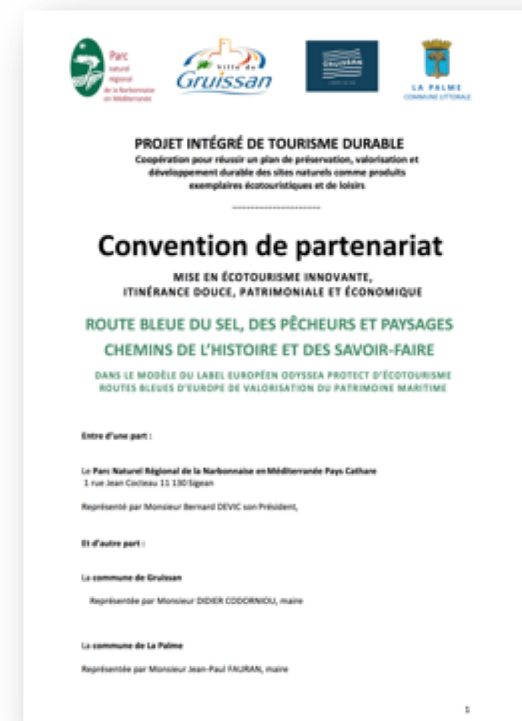 Parc
naturel
régional
de la Narbonnaise
en Méditerranée
Ville de
Gruissan
GRUISSAN
LA PALME
COMMUNE LITTORALE
PROJET INTÉGRÉ DE TOURISME DURABLE
Coopération pour réussir un plan de préservation, valorisation et
développement durable des sites naturels comme produits
exemplaires écotouristiques et de loisirs
--------------------
Convention de partenariat
MISE EN ÉCOTOURISME INNOVANTE,
ITINÉRANCE DOUCE, PATRIMONIALE ET ÉCONOMIQUE
ROUTE BLEUE DU SEL, DES PÊCHEURS ET PAYSAGES
CHEMINS DE L'HISTOIRE ET DES SAVOIR-FAIRE
DANS LE MODÈLE DU LABEL EUROPÉEN ODYSSEA PROTECT D'ÉCOTOURISME
ROUTES BLEUES D'EUROPE DE VALORISATION DU PATRIMOINE MARITIME
Entre d'une part :
Le Parc Naturel Régional de la Narbonnaise en Méditerranée Pays Cathare
1 rue Jean Cocteau 11 130 Sigean
Représenté par Monsieur Bernard DEVIC son Président,
Et d'autre part :
La commune de Gruissan
Représentée par Monsieur DIDIER CODORNIOU, maire
La commune de La Palme
Représentée par Monsieur Jean-Paul FAURAN, maire
1